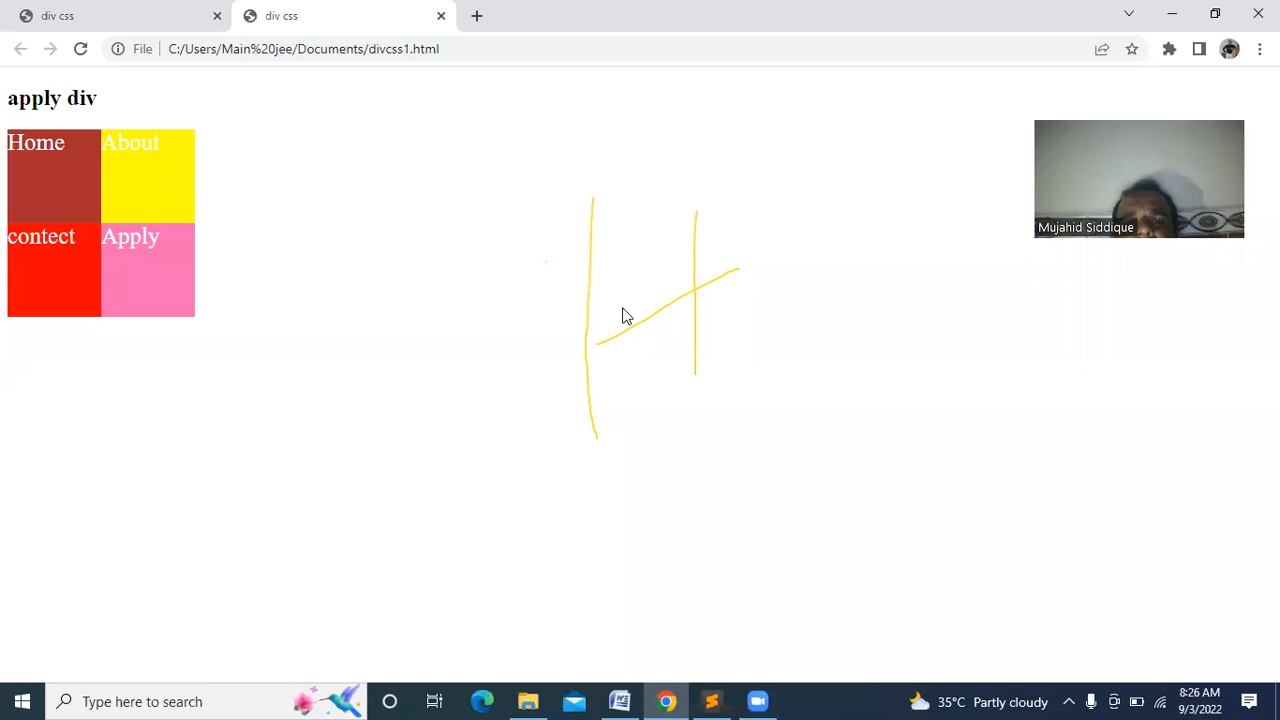 div css
div css
File
C:/Users/Main%20jee/Documents/divcss1.html
apply div
Home About
contect Apply
Mujahid Siddique
H
Type here to search
35°C Partly cloudy
8:26 AM
9/3/2022